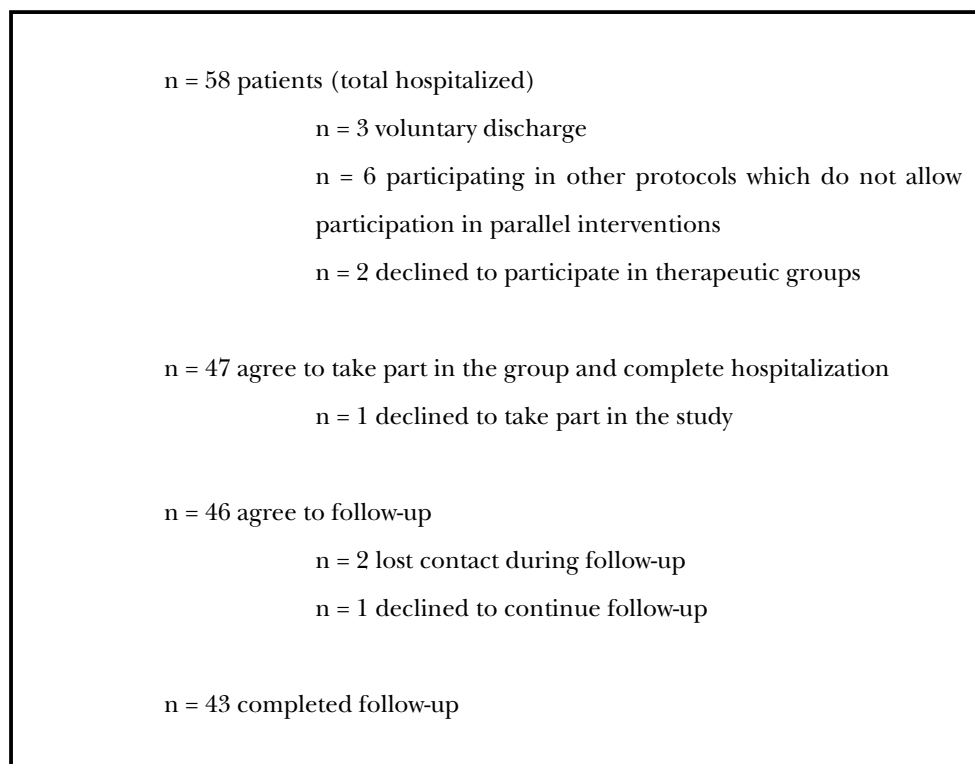 n = 58 patients (total hospitalized)
n = 3 voluntary discharge
n = 6 participating in other protocols which do not allow
participation in parallel interventions
n = 2 declined to participate in therapeutic groups
n = 47 agree to take part in the group and complete hospitalization
n = 1 declined to take part in the study
n = 46 agree to follow-up
n = 2 lost contact during follow-up
n = 1 declined to continue follow-up
n = 43 completed follow-up